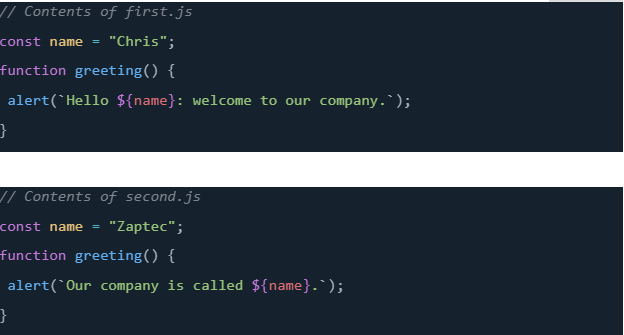 // Contents of first.js
const name = "Chris";
function greeting() {
alert(`Hello ${name}: welcome to our company.`);
}
// Contents of second.js
const name = "Zaptec";
function greeting() {
alert(`Our company is called ${name}.`);
}